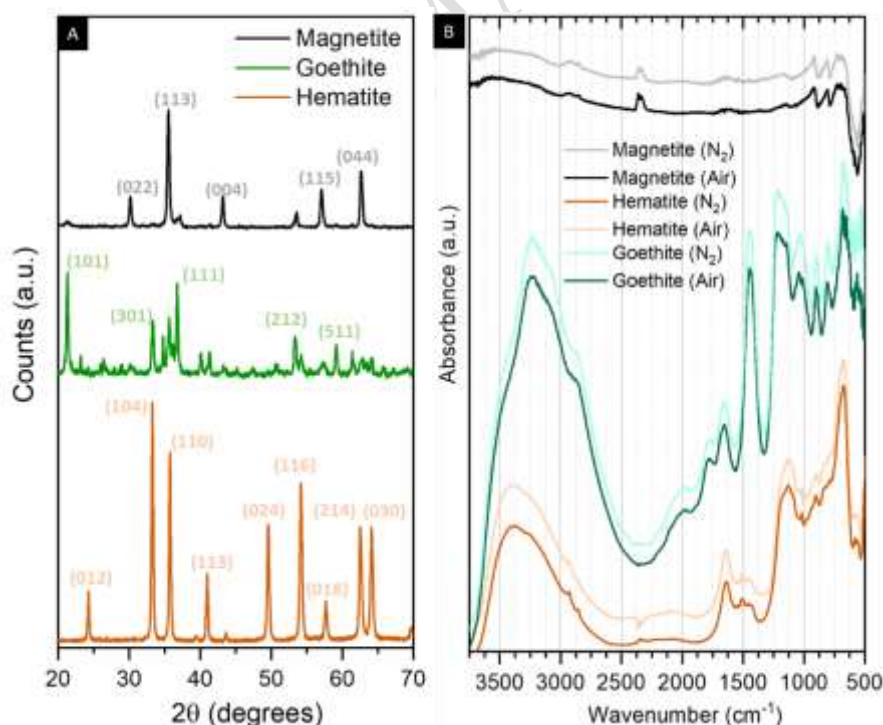 A
Magnetite
Goethite
Hematite
(113)
(022)
(004)
(115)
(044)
(101)
(301)
(111)
(212)
(511)
(104)
(110)
(012)
(113)
(024)
(116)
(018)
(214)
(030)
Counts (a.u.)
20 30 40 50 60 70
2θ (degrees)
B
Magnetite (N₂)
Magnetite (Air)
Hematite (N₂)
Hematite (Air)
Goethite (N₂)
Goethite (Air)
Absorbance (a.u.)
3500 3000 2500 2000 1500 1000 500
Wavenumber (cm⁻¹)